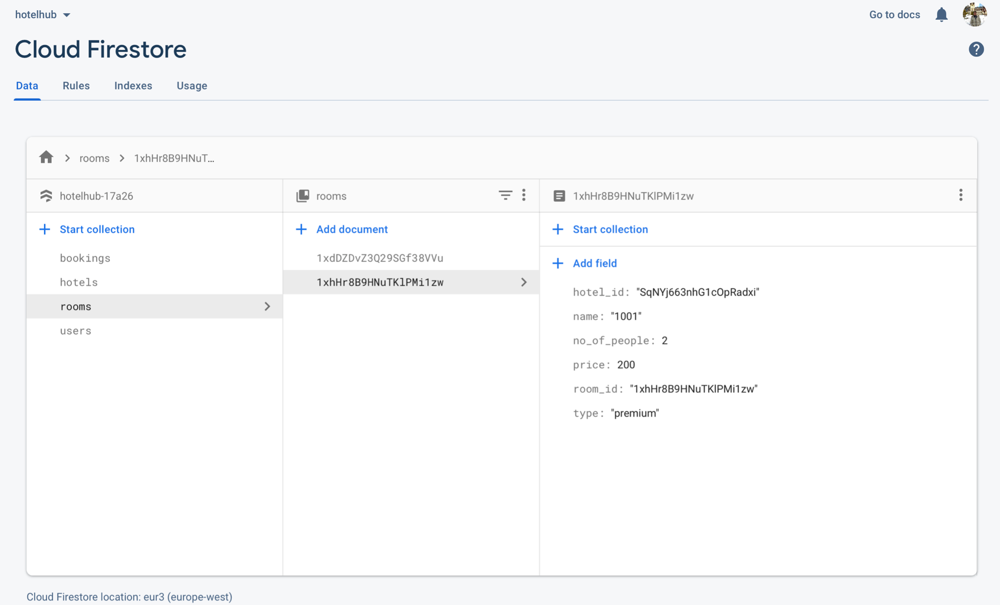 hotelhub
Go to docs
Cloud Firestore
Data
Rules
Indexes
Usage
rooms
1xhHr8B9HNuT...
hotelhub-17a26
Start collection
bookings
hotels
rooms
users
rooms
Add document
1xdDZDvZ3Q29SGf38VVu
1xhHr8B9HNuTKlPMi1zw
1xhHr8B9HNuTKlPMi1zw
Start collection
Add field
hotel_id: "SqNYj663nhG1cOpRadxi"
name: "1001"
no_of_people: 2
price: 200
room_id: "1xhHr8B9HNuTKlPMi1zw"
type: "premium"
Cloud Firestore location: eur3 (europe-west)